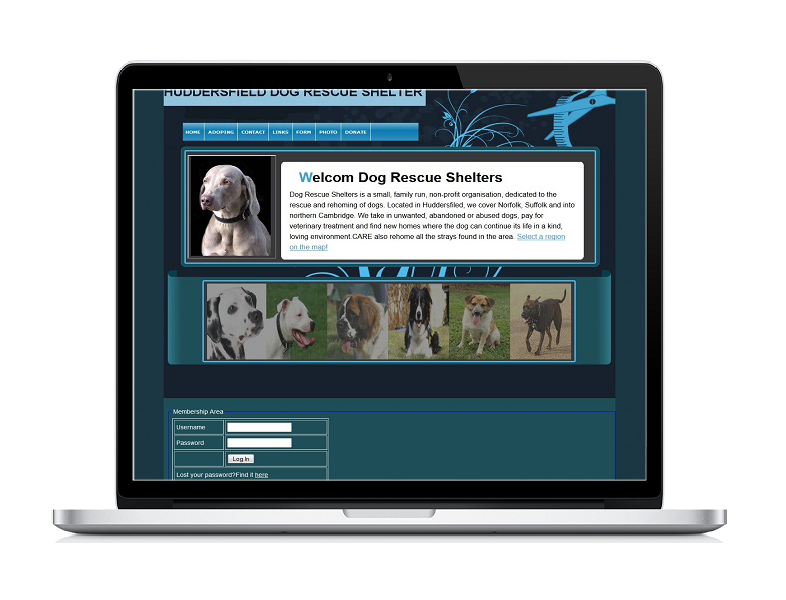 HUDDERSFIELD DOG RESCUE SHELTER
HOME ADOPING CONTACT LINKS FORM PHOTO DONATE
Welcom Dog Rescue Shelters
Dog Rescue Shelters is a small, family run, non-profit organisation, dedicated to the
rescue and rehoming of dogs. Located in Huddersfiled, we cover Norfolk, Suffolk and into
northern Cambridge. We take in unwanted, abandoned or abused dogs, pay for
veterinary treatment and find new homes where the dog can continue its life in a kind,
loving environment.CARE also rehome all the strays found in the area. Select a region
on the map!
Membership Area
Username
Password
Log In
Lost your password?Find it here